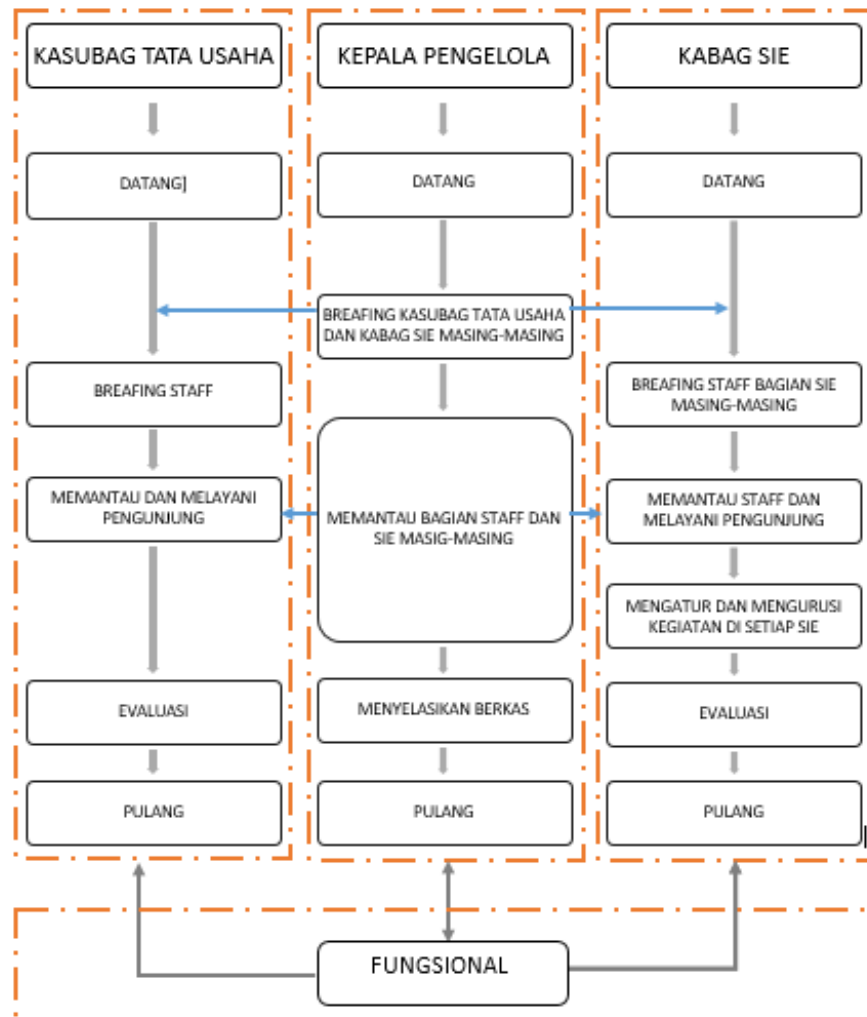 KASUBAG TATA USAHA
DATANG]
BREAFING STAFF
MEMANTAU DAN MELAYANI
PENGUNJUNG
EVALUASI
PULANG
KEPALA PENGELOLA
DATANG
BREAFING KASUBAG TATA USAHA
DAN KABAG SIE MASING-MASING
MEMANTAU BAGIAN STAFF DAN
SIE MASIG-MASING
MENYELASIKAN BERKAS
PULANG
KABAG SIE
DATANG
BREAFING STAFF BAGIAN SIE
MASING-MASING
MEMANTAU STAFF DAN
MELAYANI PENGUNJUNG
MENGATUR DAN MENGURUSI
KEGIATAN DI SETIAP SIE
EVALUASI
PULANG
FUNGSIONAL